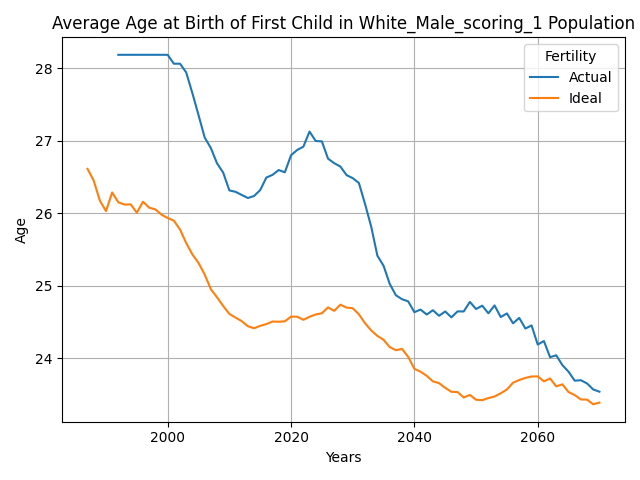 Average Age at Birth of First Child in White_Male_scoring_1 Population
Fertility
Actual
Ideal
28
27
26
25
24
Age
2000
2020
2040
2060
Years